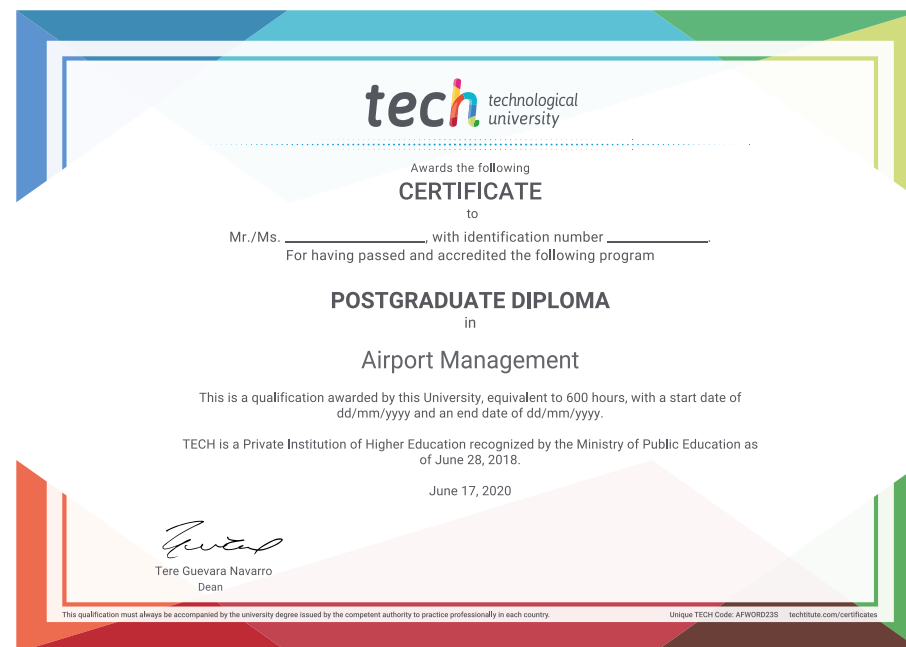 tech technological
university
Awards the following
CERTIFICATE
to
Mr./Ms. ____________________, with identification number ______________.
For having passed and accredited the following program
POSTGRADUATE DIPLOMA
in
Airport Management
This is a qualification awarded by this University, equivalent to 600 hours, with a start date of
dd/mm/yyyy and an end date of dd/mm/yyyy.
TECH is a Private Institution of Higher Education recognized by the Ministry of Public Education as
of June 28, 2018.
June 17, 2020
Tere Guevara Navarro
Dean
This qualification must always be accompanied by the university degree issued by the competent authority to practice professionally in each country.
Unique TECH Code: AFWORD23S techtitute.com/certificates